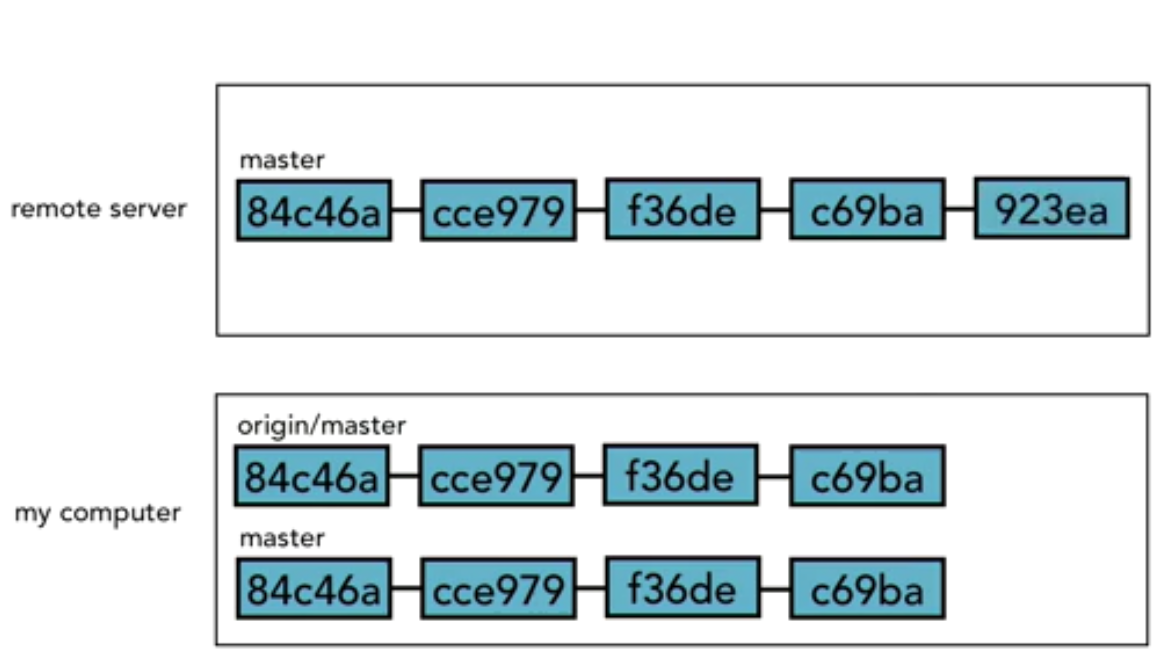 master
remote server
84c46a cce979 f36de c69ba 923ea
origin/master
84c46a cce979 f36de c69ba
my computer
master
84c46a cce979 f36de c69ba